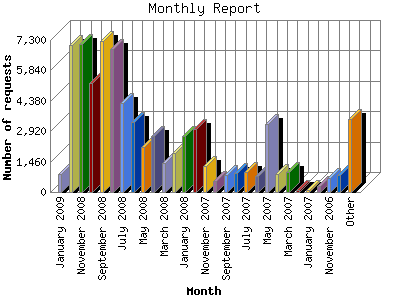 Monthly Report
Number of requests
7,300
5,840
4,380
2,920
1,460
0
January 2009
November 2008
September 2008
July 2008
May 2008
March 2008
January 2008
November 2007
September 2007
July 2007
May 2007
March 2007
January 2007
November 2006
Other
Month